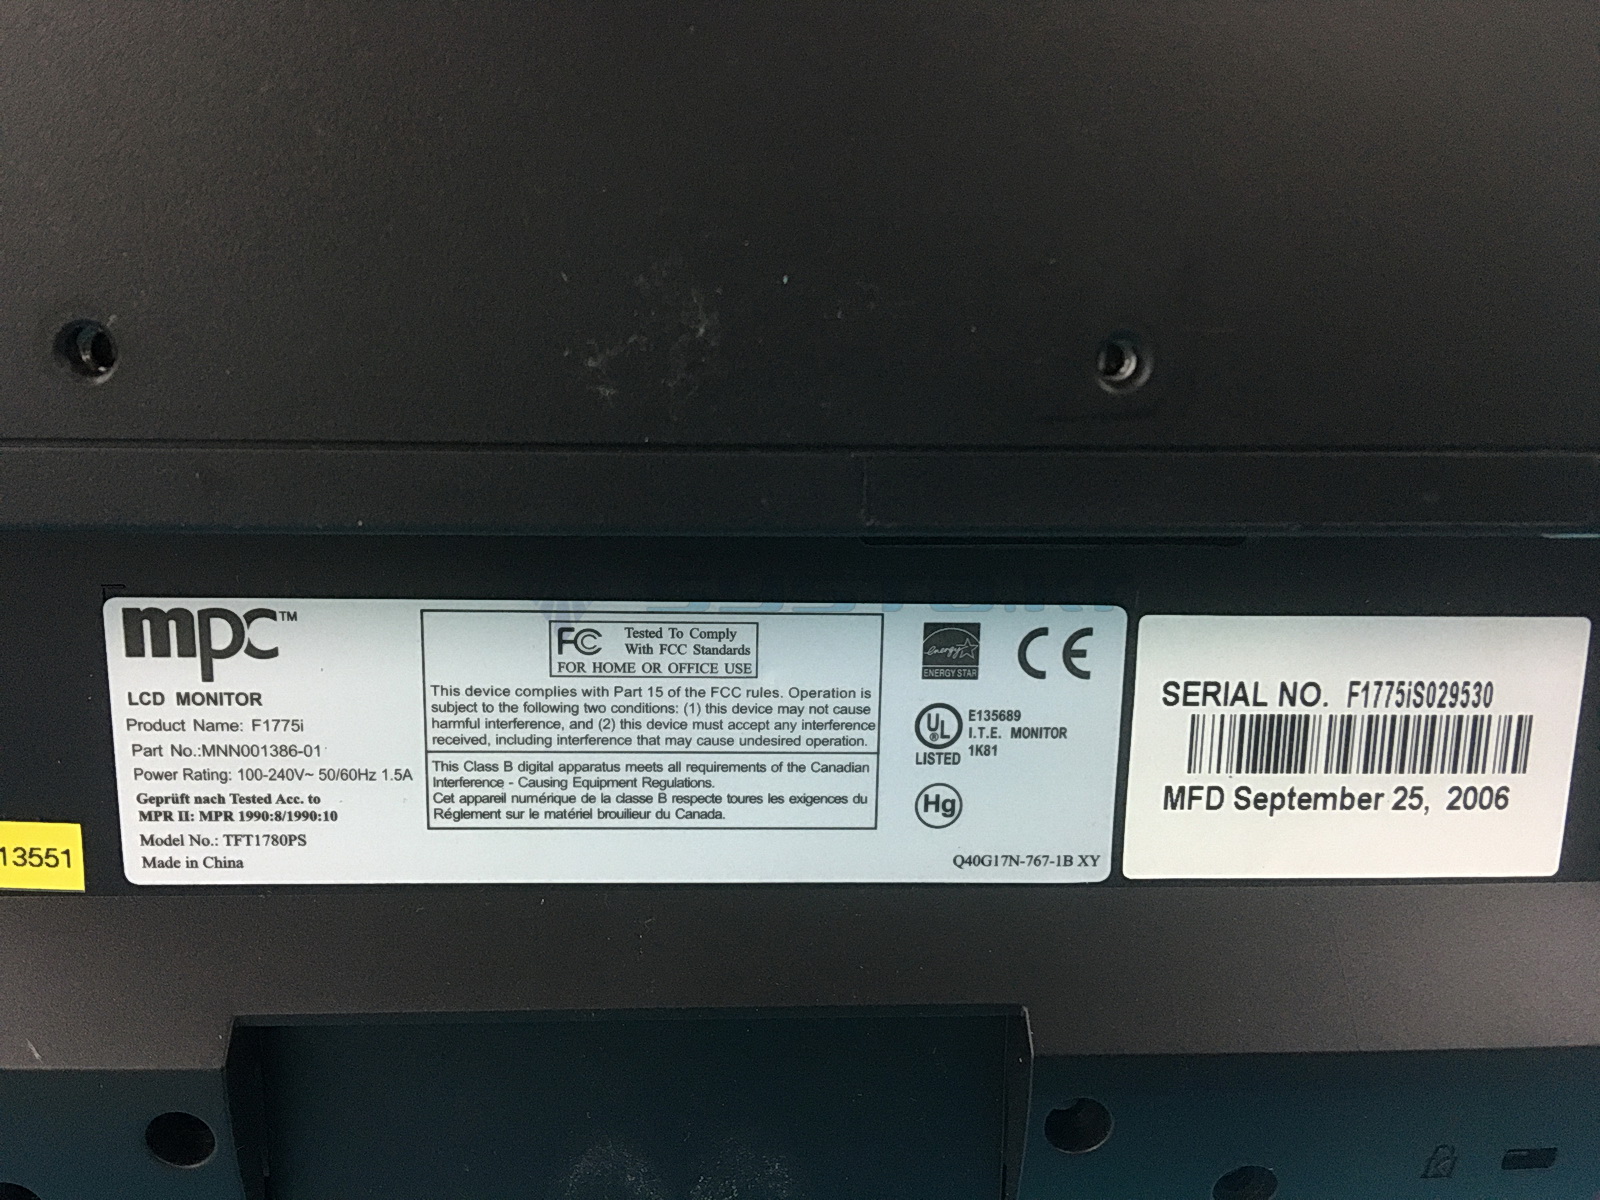 mpc™
LCD MONITOR
Product Name: F1775i
Part No.:MNN001386-01
Power Rating: 100-240V~ 50/60Hz 1.5A
Geprüft nach Tested Acc. to
MPR II: MPR 1990:8/1990:10
Model No.: TFT1780PS
Made in China
FC Tested To Comply
With FCC Standards
FOR HOME OR OFFICE USE
This device complies with Part 15 of the FCC rules. Operation is
subject to the following two conditions: (1) this device may not cause
harmful interference, and (2) this device must accept any interference
received, including interference that may cause undesired operation.
This Class B digital apparatus meets all requirements of the Canadian
Interference - Causing Equipment Regulations.
Cet appareil numérique de la classe B respecte toures les exigences du
Réglement sur le matériel brouilieur du Canada.
energy
ENERGY STAR
CE
UL
LISTED
E135689
I.T.E. MONITOR
1K81
Hg
Q40G17N-767-1B XY
SERIAL NO. F1775iS029530
MFD September 25, 2006
13551